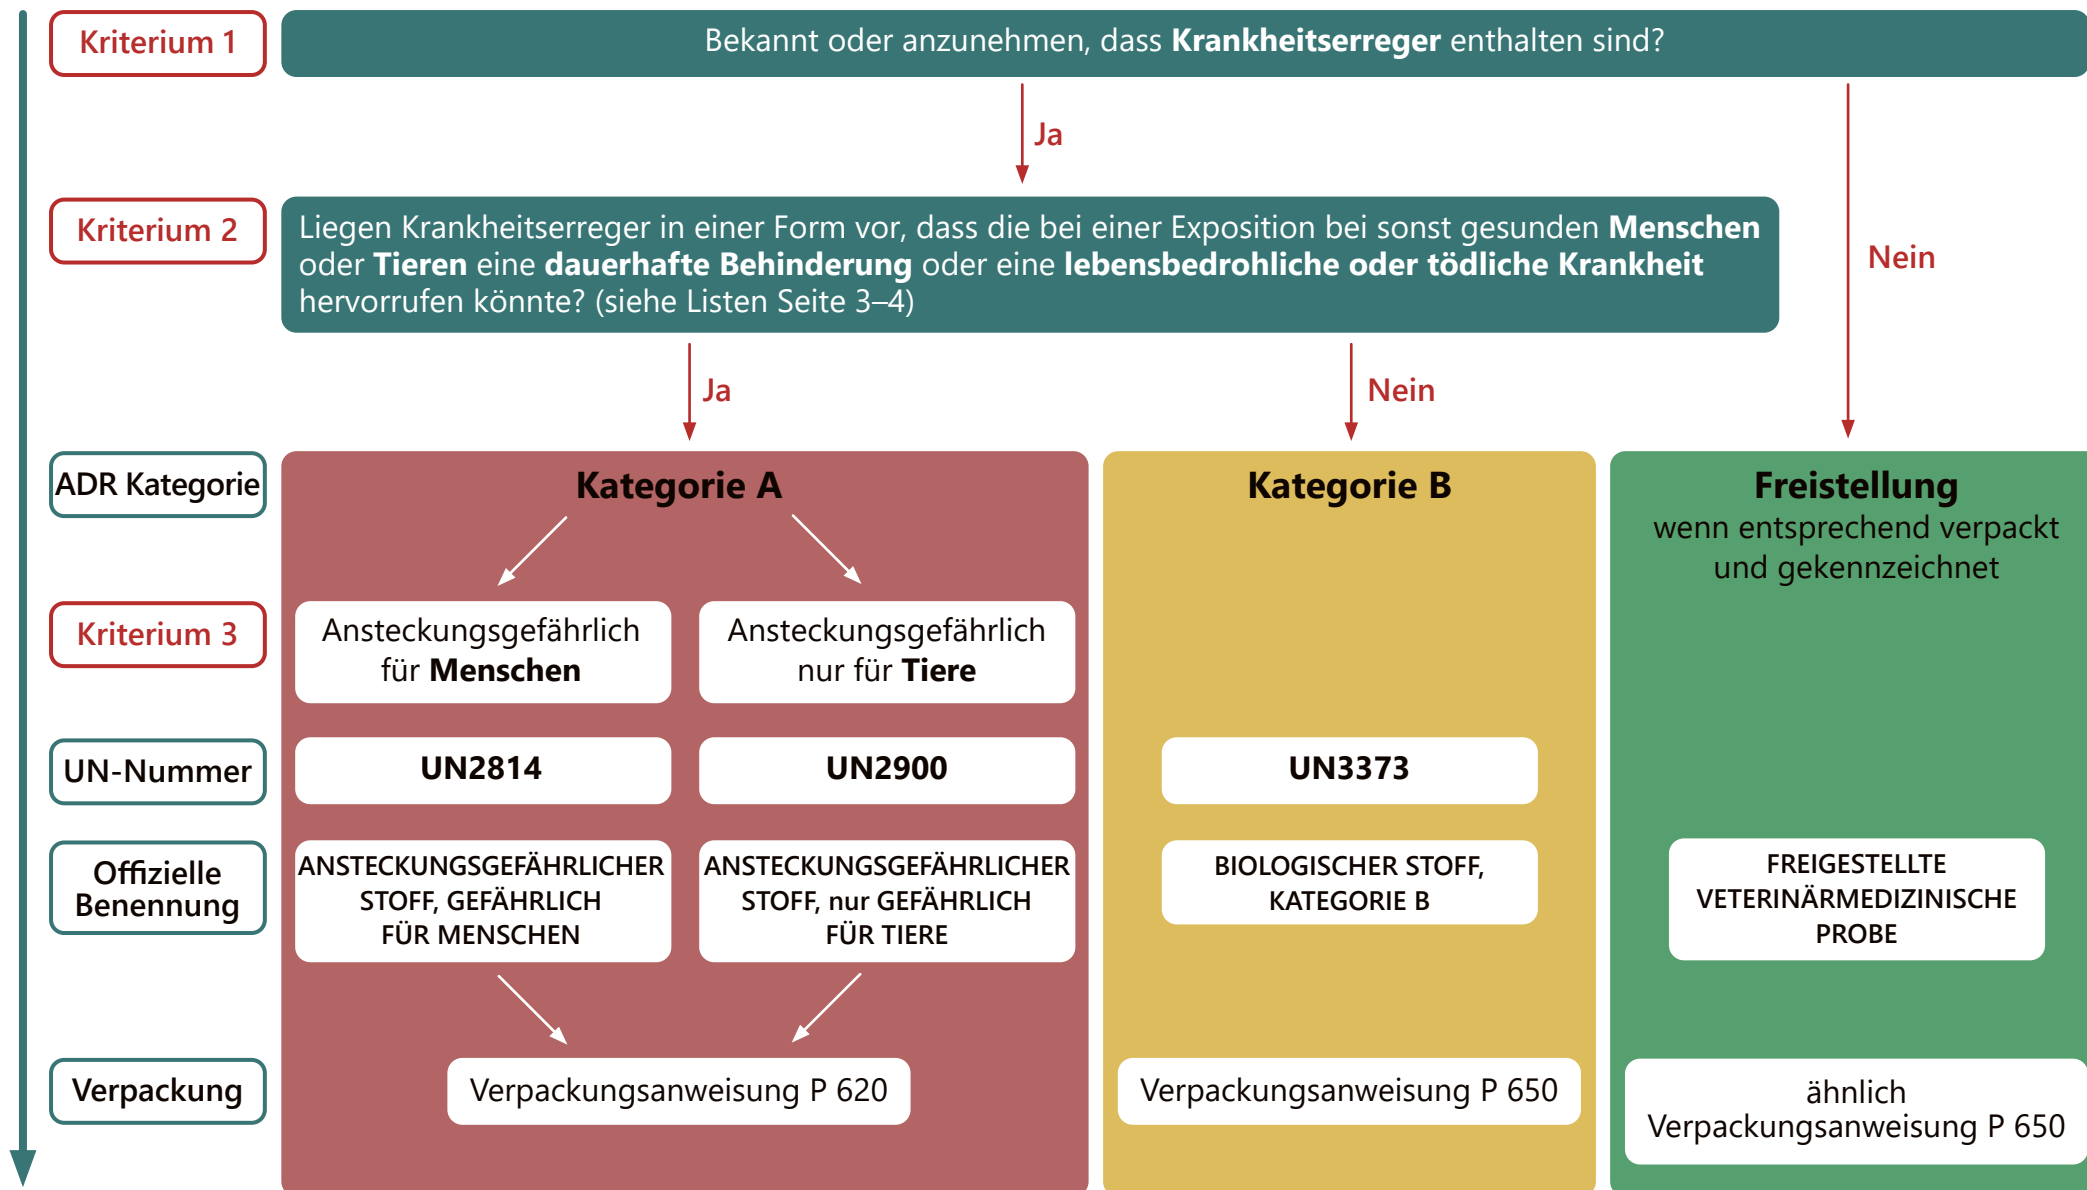 Kriterium 1
Bekannt oder anzunehmen, dass Krankheitserreger enthalten sind?
Ja
Nein
Kriterium 2
Liegen Krankheitserreger in einer Form vor, dass die bei einer Exposition bei sonst gesunden Menschen
oder Tieren eine dauerhafte Behinderung oder eine lebensbedrohliche oder tödliche Krankheit
hervorrufen könnte? (siehe Listen Seite 3–4)
Ja
Nein
ADR Kategorie
Kategorie A
Kategorie B
Freistellung
wenn entsprechend verpackt
und gekennzeichnet
Kriterium 3
Ansteckungsgefährlich
für Menschen
Ansteckungsgefährlich
nur für Tiere
UN-Nummer
UN2814
UN2900
UN3373
Offizielle
Benennung
ANSTECKUNGSGEFÄHRLICHER
STOFF, GEFÄHRLICH
FÜR MENSCHEN
ANSTECKUNGSGEFÄHRLICHER
STOFF, nur GEFÄHRLICH
FÜR TIERE
BIOLOGISCHER STOFF,
KATEGORIE B
FREIGESTELLTE
VETERINÄRMEDIZINISCHE
PROBE
Verpackung
Verpackungsanweisung P 620
Verpackungsanweisung P 650
ähnlich
Verpackungsanweisung P 650